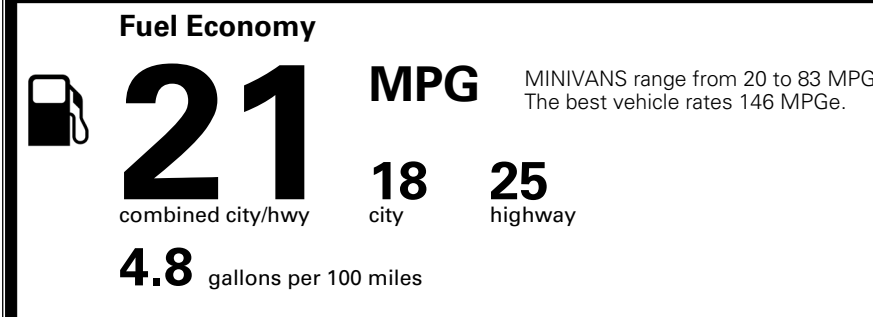 Fuel Economy
21
MPG
MINIVANS range from 20 to 83 MPG
The best vehicle rates 146 MPGe.
18
25
combined city/hwy
city
highway
4.8 gallons per 100 miles